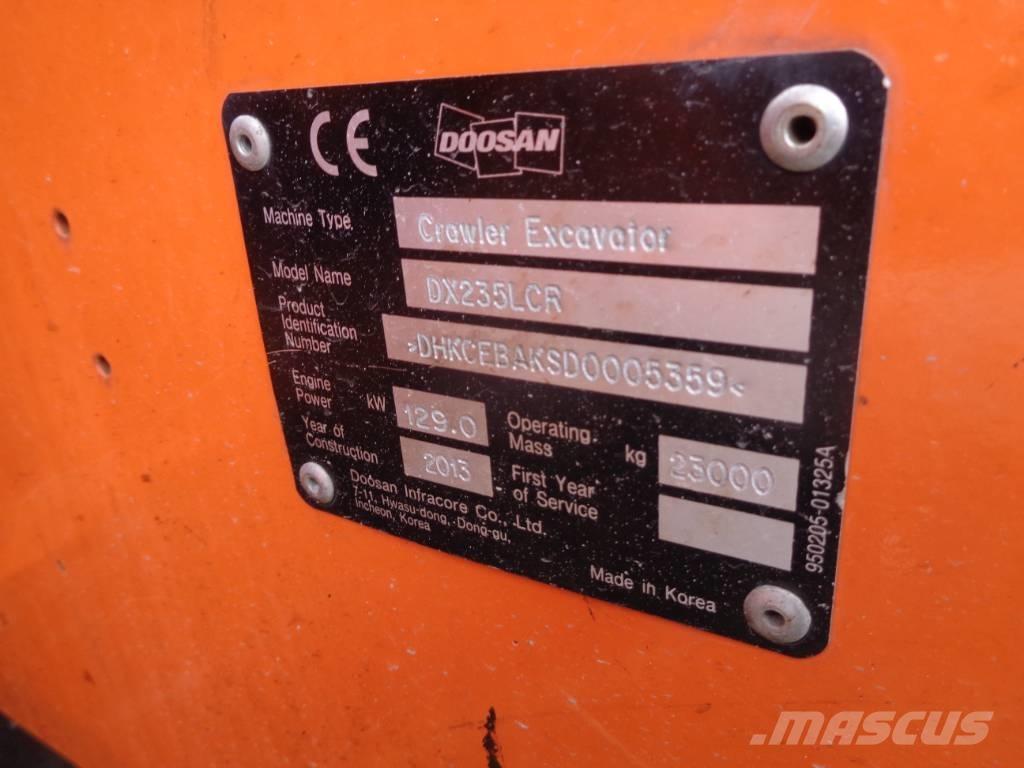 CE DOOSAN
Machine Type Crawler Excavator
Model Name DX235LCR
Product
Identification
Number >DHKCEBAKSD0005359<
Engine
Power kW 129.0 Operating
Mass kg 23000
Year of
Construction 2013 First Year
of Service
Doosan Infracore Co., Ltd.
7-11, Hwasu-dong, Dong-gu,
Incheon, Korea
Made in Korea
950205-01325A
MASCUS